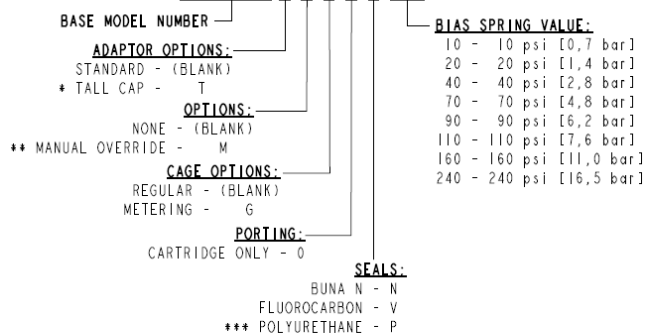 BASE MODEL NUMBER
ADAPTOR OPTIONS:
STANDARD - (BLANK)
* TALL CAP - T
OPTIONS:
NONE - (BLANK)
** MANUAL OVERRIDE - M
CAGE OPTIONS:
REGULAR - (BLANK)
METERING - G
PORTING:
CARTRIDGE ONLY - 0
SEALS:
BUNA N - N
FLUOROCARBON - V
*** POLYURETHANE - P
BIAS SPRING VALUE:
10 - 10 psi [0,7 bar]
20 - 20 psi [1,4 bar]
40 - 40 psi [2,8 bar]
70 - 70 psi [4,8 bar]
90 - 90 psi [6,2 bar]
110 - 110 psi [7,6 bar]
160 - 160 psi [11,0 bar]
240 - 240 psi [16,5 bar]